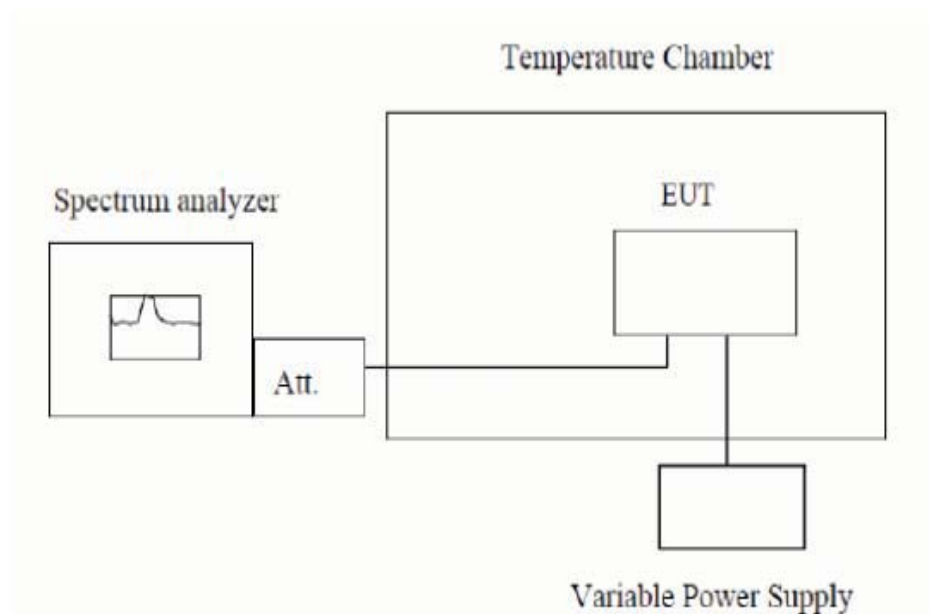 Temperature Chamber
Spectrum analyzer
EUT
Att.
Variable Power Supply